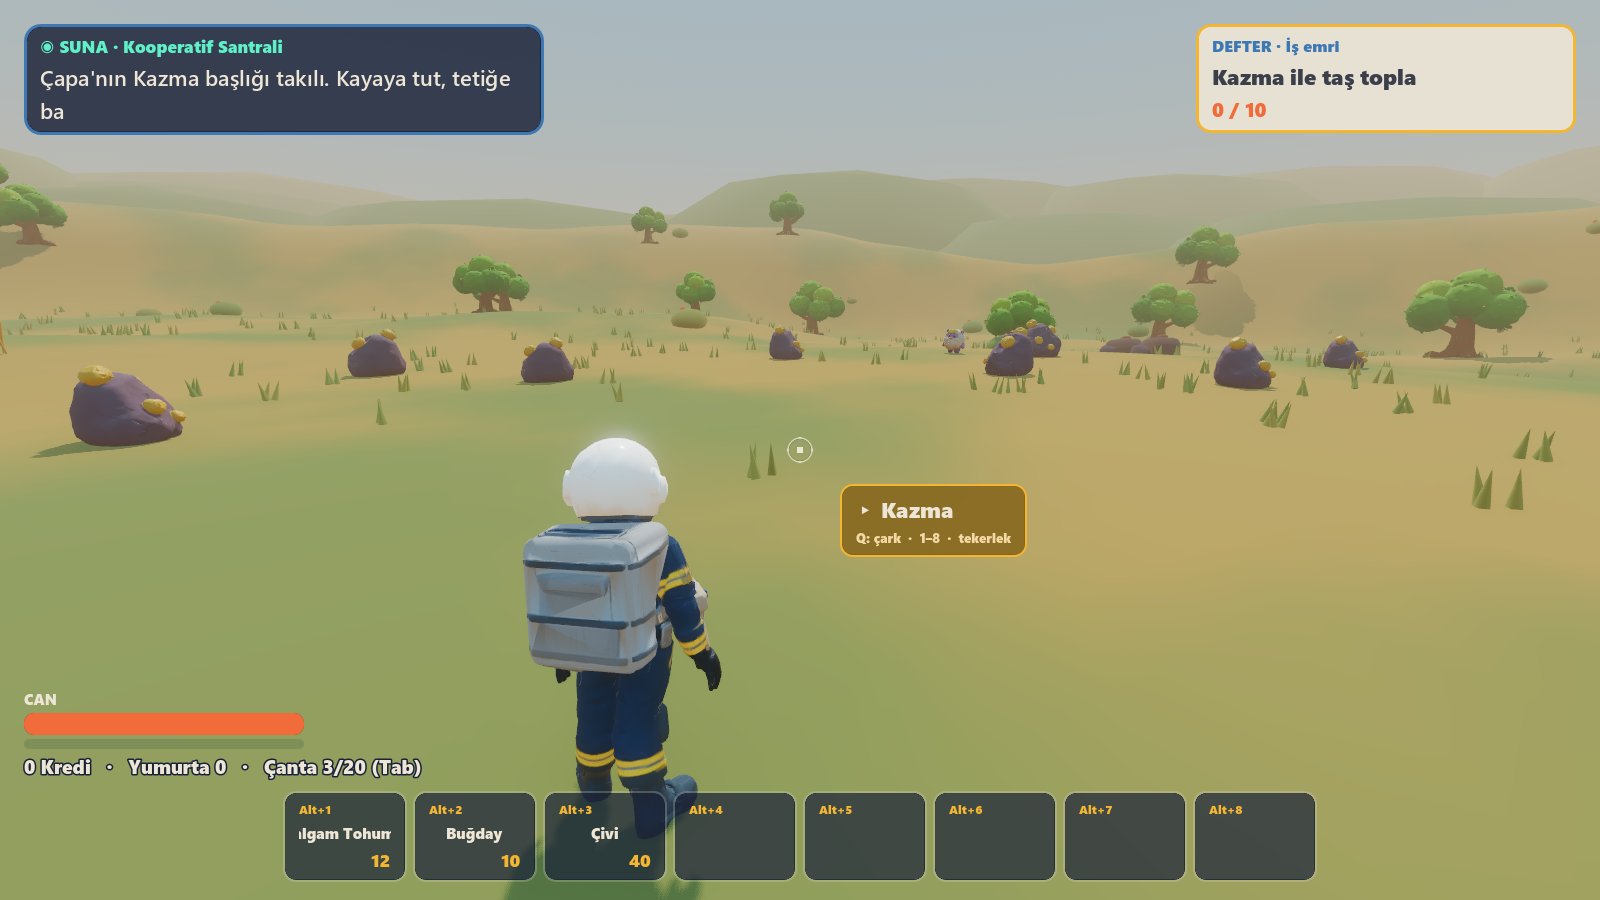 ◉ SUNA · Kooperatif Santrali
Çapa'nın Kazma başlığı takılı. Kayaya tut, tetiğe
ba
DEFTER · İş emri
Kazma ile taş topla
0 / 10
▸ Kazma
Q: çark · 1–8 · tekerlek
CAN
0 Kredi · Yumurta 0 · Çanta 3/20 (Tab)
Alt+1 Alt+2 Alt+3 Alt+4 Alt+5 Alt+6 Alt+7 Alt+8
Tohum Buğday Çivi
12 10 40